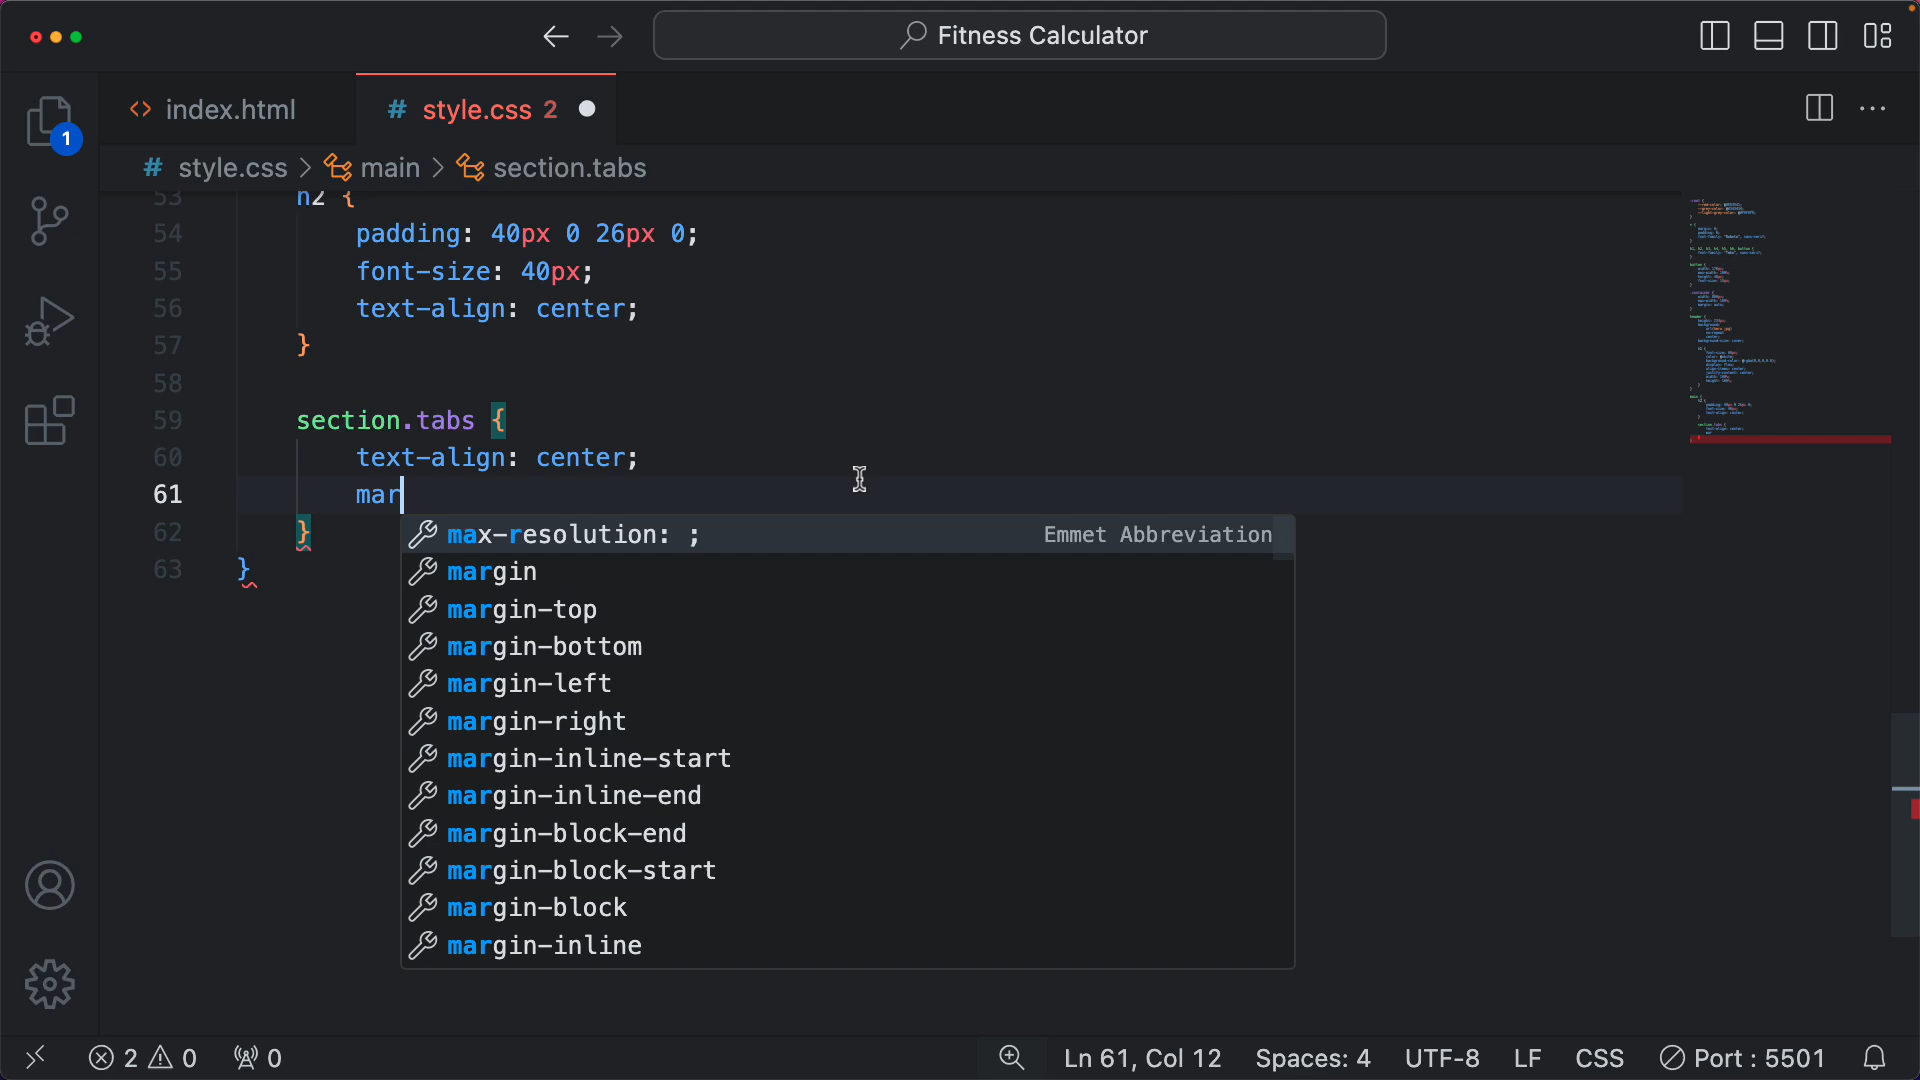 Fitness Calculator
1
<> index.html
# style.css 2
# style.css > main > section.tabs
53 h2 {
54 padding: 40px 0 26px 0;
55 font-size: 40px;
56 text-align: center;
57 }
58
59 section.tabs {
60 text-align: center;
61 mar
62 }
63 }
max-resolution: ; Emmet Abbreviation
margin
margin-top
margin-bottom
margin-left
margin-right
margin-inline-start
margin-inline-end
margin-block-end
margin-block-start
margin-block
margin-inline
2 0 0 Ln 61, Col 12 Spaces: 4 UTF-8 LF CSS Port : 5501